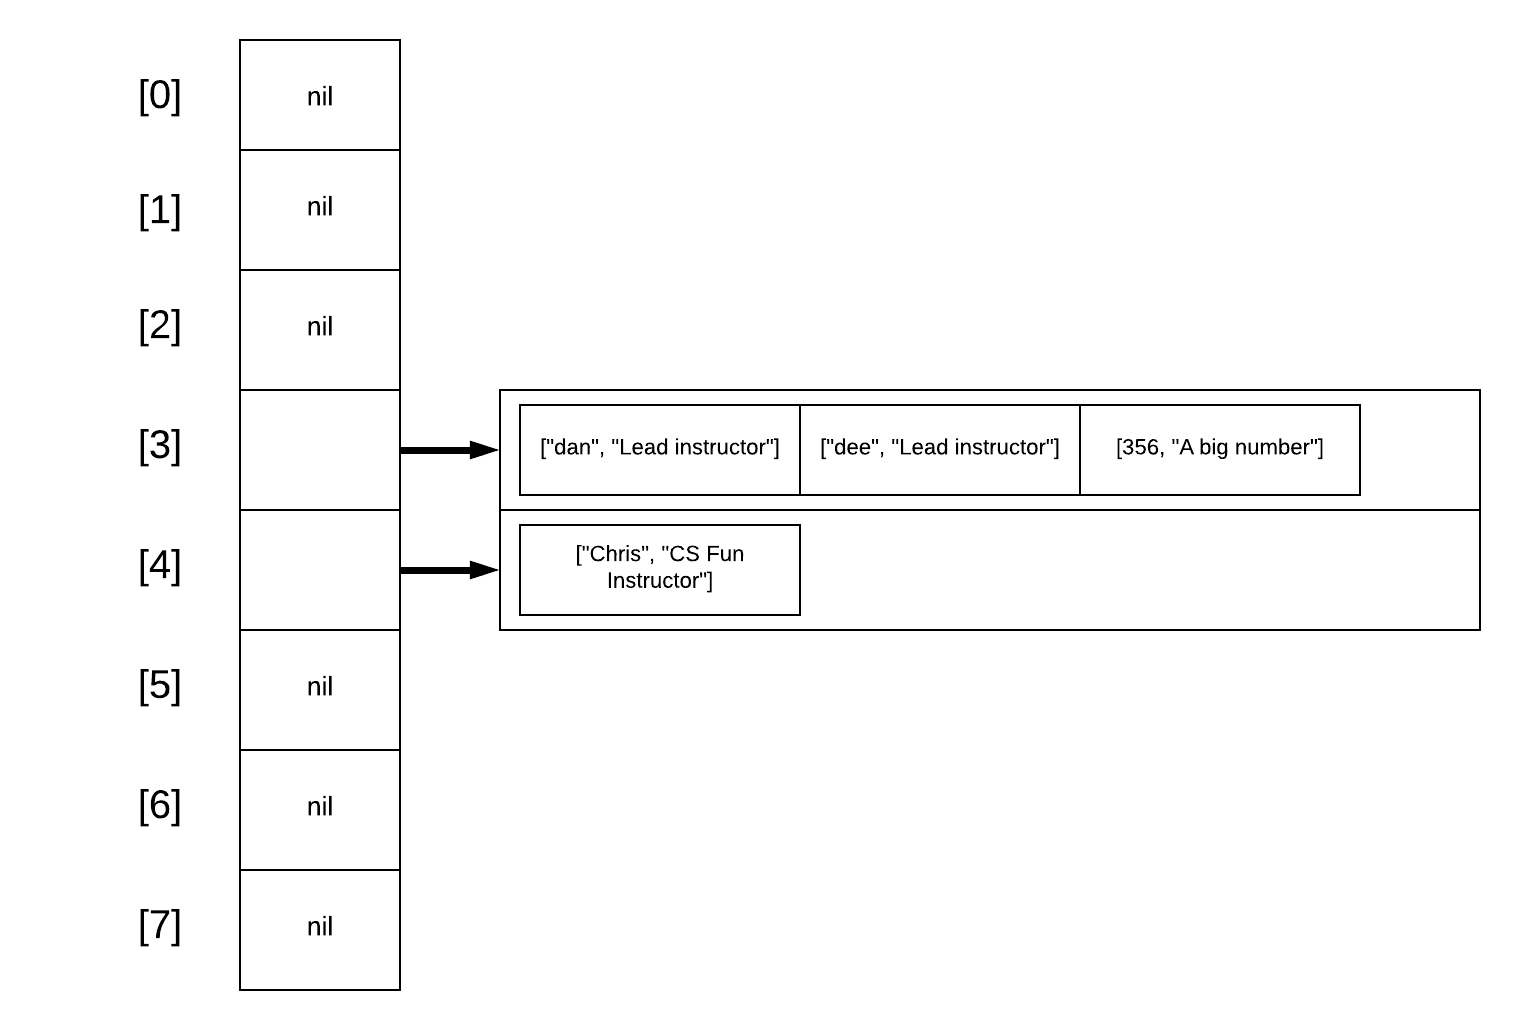 [0] nil
[1] nil
[2] nil
[3] ["dan", "Lead instructor"] ["dee", "Lead instructor"] [356, "A big number"]
[4] ["Chris", "CS Fun
Instructor"]
[5] nil
[6] nil
[7] nil